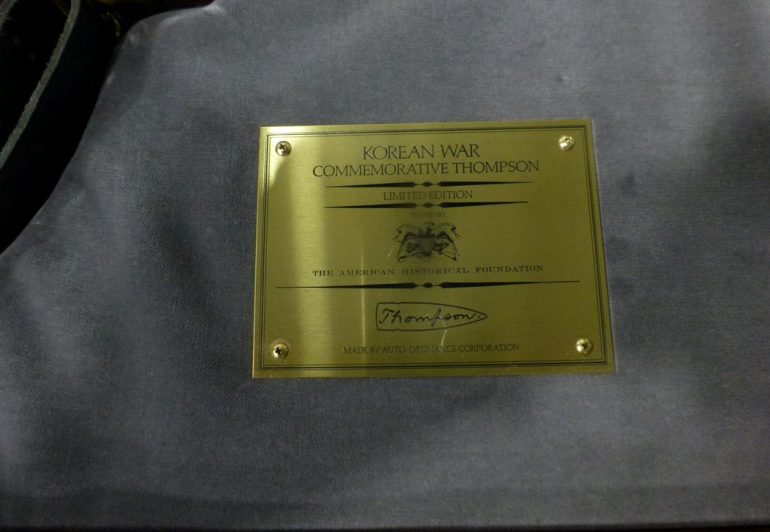 KOREAN WAR
COMMEMORATIVE THOMPSON
LIMITED EDITION
ISSUED BY
THE AMERICAN HISTORICAL FOUNDATION
Thompson.
MADE BY AUTO-ORDNANCE CORPORATION